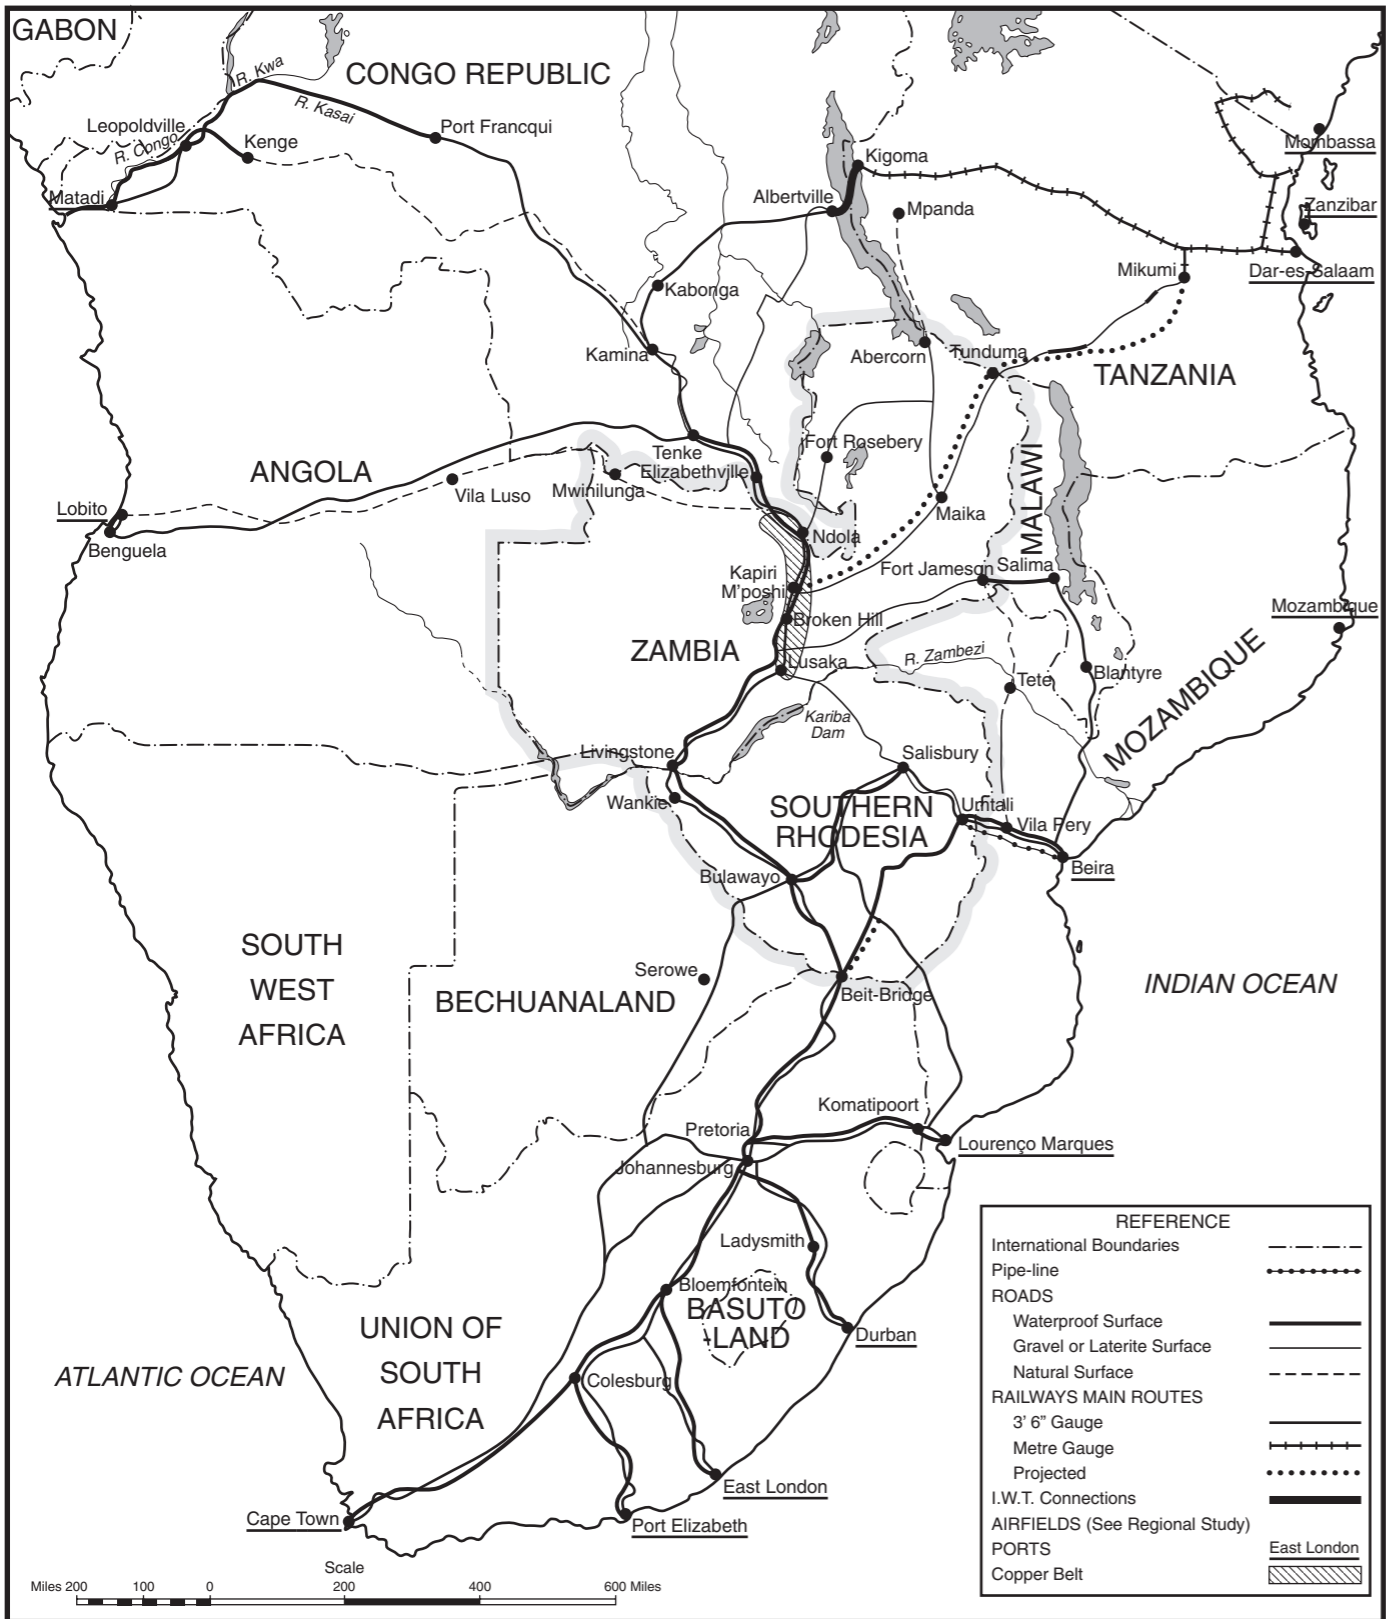 GABON
R. Kwa
CONGO REPUBLIC
R. Kasai
Leopoldville
R. Congo
Kenge
Port Francqui
Matadi
Mombassa
Kigoma
Albertville
Mpanda
Zanzibar
Mikumi
Dar-es-Salaam
Kabonga
Kamina
Abercorn
Tunduma
TANZANIA
ANGOLA
Tenke
Elizabethville
Fort Rosebery
Vila Luso
Mwinilunga
MALAWI
Lobito
Benguela
Maika
Ndola
Kapiri
M'poshi
Fort Jameson
Salima
Mozambique
Broken Hill
ZAMBIA
Lusaka
R. Zambezi
Tete
Blantyre
MOZAMBIQUE
Kariba
Dam
Livingstone
Salisbury
Wankie
SOUTHERN
RHODESIA
Umtali
Vila Pery
Beira
Bulawayo
SOUTH
WEST
AFRICA
Serowe
BECHUANALAND
Beit-Bridge
INDIAN OCEAN
Komatipoort
Pretoria
Lourenço Marques
Johannesburg
Ladysmith
Bloemfontein
BASUTO
-LAND
Durban
UNION OF
SOUTH
AFRICA
ATLANTIC OCEAN
Colesburg
East London
Cape Town
Port Elizabeth
REFERENCE
International Boundaries
Pipe-line
ROADS
Waterproof Surface
Gravel or Laterite Surface
Natural Surface
RAILWAYS MAIN ROUTES
3' 6" Gauge
Metre Gauge
Projected
I.W.T. Connections
AIRFIELDS (See Regional Study)
PORTS East London
Copper Belt
Scale
Miles 200 100 0 200 400 600 Miles